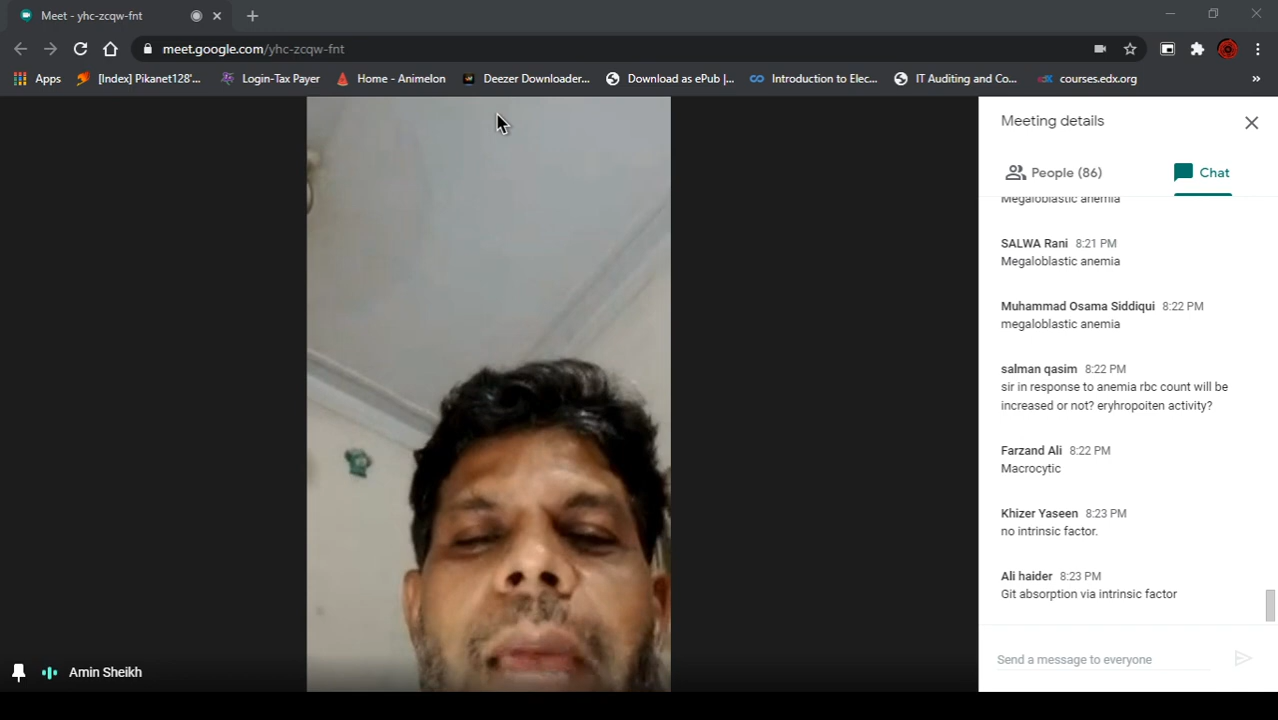 Meet - yhc-zcqw-fnt
meet.google.com/yhc-zcqw-fnt
Apps
[Index] Pikanet128'...
Login-Tax Payer
Home - Animelon
Deezer Downloader...
Download as ePub |...
Introduction to Elec...
IT Auditing and Co...
courses.edx.org
Meeting details
People (86)
Chat
Megaloblastic anemia
SALWA Rani 8:21 PM
Megaloblastic anemia
Muhammad Osama Siddiqui 8:22 PM
megaloblastic anemia
salman qasim 8:22 PM
sir in response to anemia rbc count will be
increased or not? eryhropoiten activity?
Farzand Ali 8:22 PM
Macrocytic
Khizer Yaseen 8:23 PM
no intrinsic factor.
Ali haider 8:23 PM
Git absorption via intrinsic factor
Send a message to everyone
Amin Sheikh